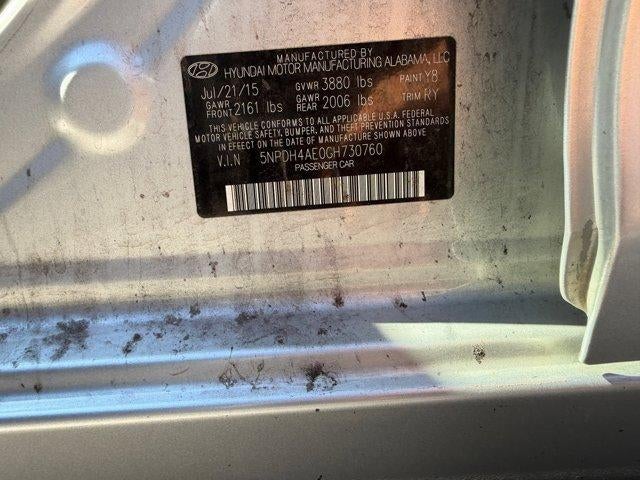 MANUFACTURED BY
HYUNDAI MOTOR MANUFACTURING ALABAMA, LLC
Jul/21/15 GVWR 3880 lbs PAINT Y8
GAWR FRONT 2161 lbs GAWR REAR 2006 lbs TRIM RY
THIS VEHICLE CONFORMS TO ALL APPLICABLE U.S.A. FEDERAL
MOTOR VEHICLE SAFETY, BUMPER, AND THEFT PREVENTION STANDARDS
IN EFFECT ON THE DATE OF MANUFACTURE SHOWN ABOVE.
V.I.N 5NPDH4AE0GH730760
PASSENGER CAR